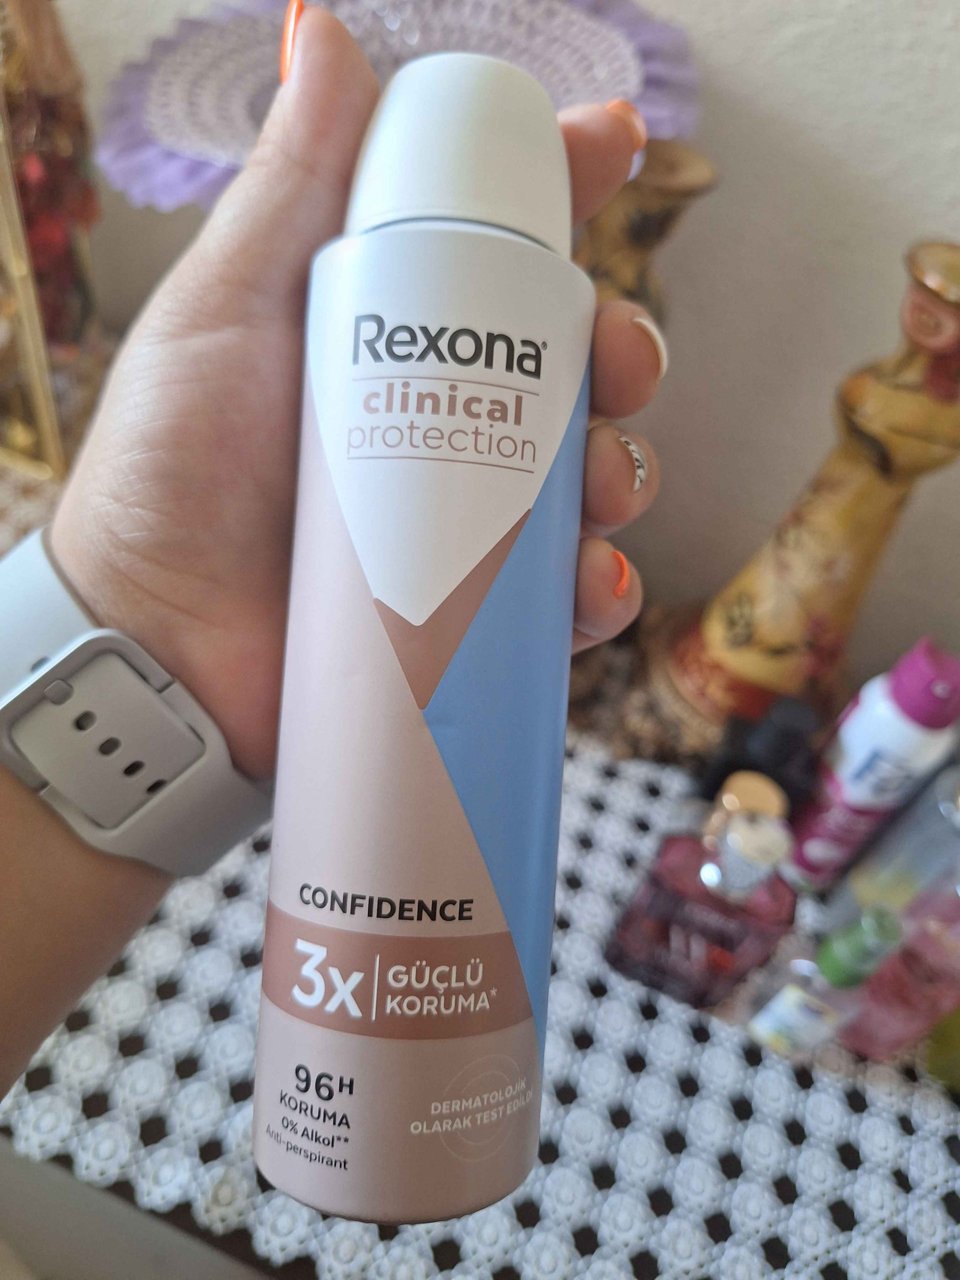 Rexona®
clinical
protection
CONFIDENCE
3x
GÜÇLÜ
KORUMA*
96H
KORUMA
0% Alkol**
Anti-perspirant
DERMATOLOJİK
OLARAK TEST EDİLDİ